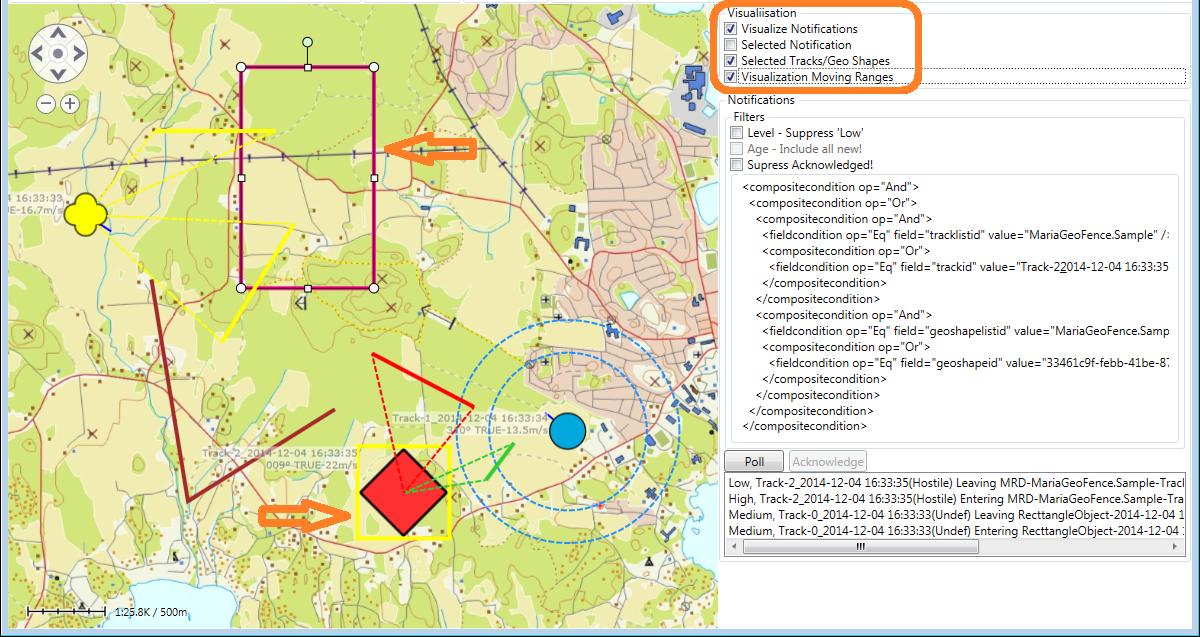 Visualiisation
Visualize Notifications
Selected Notification
Selected Tracks/Geo Shapes
Visualization Moving Ranges
Notifications
Filters
Level - Suppress 'Low'
Age - Include all new!
Supress Acknowledged!
<compositecondition op="And">
<compositecondition op="Or">
<compositecondition op="And">
<fieldcondition op="Eq" field="tracklistid" value="MariaGeoFence.Sample" />
<compositecondition op="Or">
<fieldcondition op="Eq" field="trackid" value="Track-22014-12-04 16:33:35
</compositecondition>
</compositecondition>
<compositecondition op="And">
<fieldcondition op="Eq" field="geoshapelistid" value="MariaGeoFence.Samp
<compositecondition op="Or">
<fieldcondition op="Eq" field="geoshapeid" value="33461c9f-febb-41be-87
</compositecondition>
</compositecondition>
</compositecondition>
</compositecondition>
Poll
Acknowledge
Low, Track-2_2014-12-04 16:33:35(Hostile) Leaving MRD-MariaGeoFence.Sample-Trac
High, Track-2_2014-12-04 16:33:35(Hostile) Entering MRD-MariaGeoFence.Sample-Tra
Medium, Track-0_2014-12-04 16:33:33(Undef) Leaving RecttangleObject-2014-12-04 1
Medium, Track-0_2014-12-04 16:33:33(Undef) Entering RecttangleObject-2014-12-04
4 16:33:33
TRUE-16.7m/s
Track-1_2014-12-04 16:33:34
310° TRUE-13.5m/s
Track-2_2014-12-04 16:33:35
009° TRUE-22m/s
1:25.8K / 500m